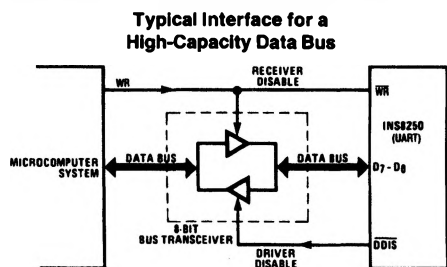 Typical Interface for a
High-Capacity Data Bus
WR
RECEIVER
DISABLE
WR
INS8250
(UART)
MICROCOMPUTER
SYSTEM
DATA BUS
DATA BUS
D7 - D0
8-BIT
BUS TRANSCEIVER
DRIVER
DISABLE
DDIS